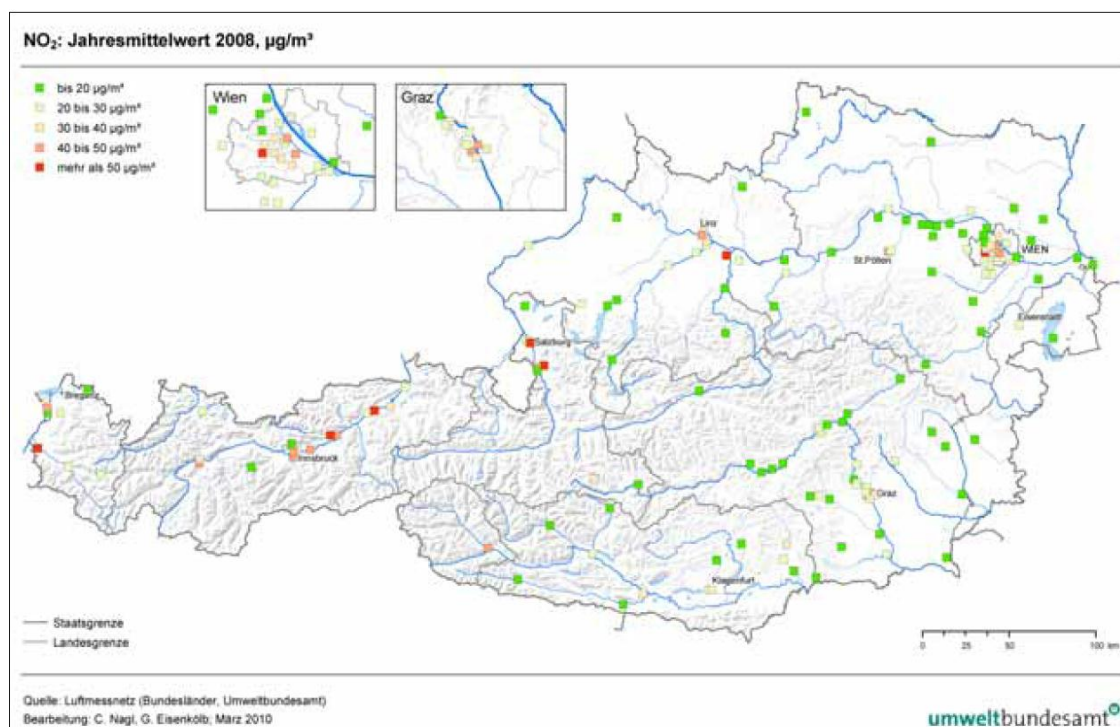 NO₂: Jahresmittelwert 2008, µg/m³
bis 20 µg/m³
20 bis 30 µg/m³
30 bis 40 µg/m³
40 bis 50 µg/m³
mehr als 50 µg/m³
Wien
Graz
Linz
WIEN
St.Pölten
Eisenstadt
Salzburg
Bregenz
Innsbruck
Graz
Klagenfurt
Staatsgrenze
Landesgrenze
0 25 50 100 km
Quelle: Luftmessnetz (Bundesländer, Umweltbundesamt)
Bearbeitung: C. Nagl, G. Eisenkölb; März 2010
umweltbundesamt